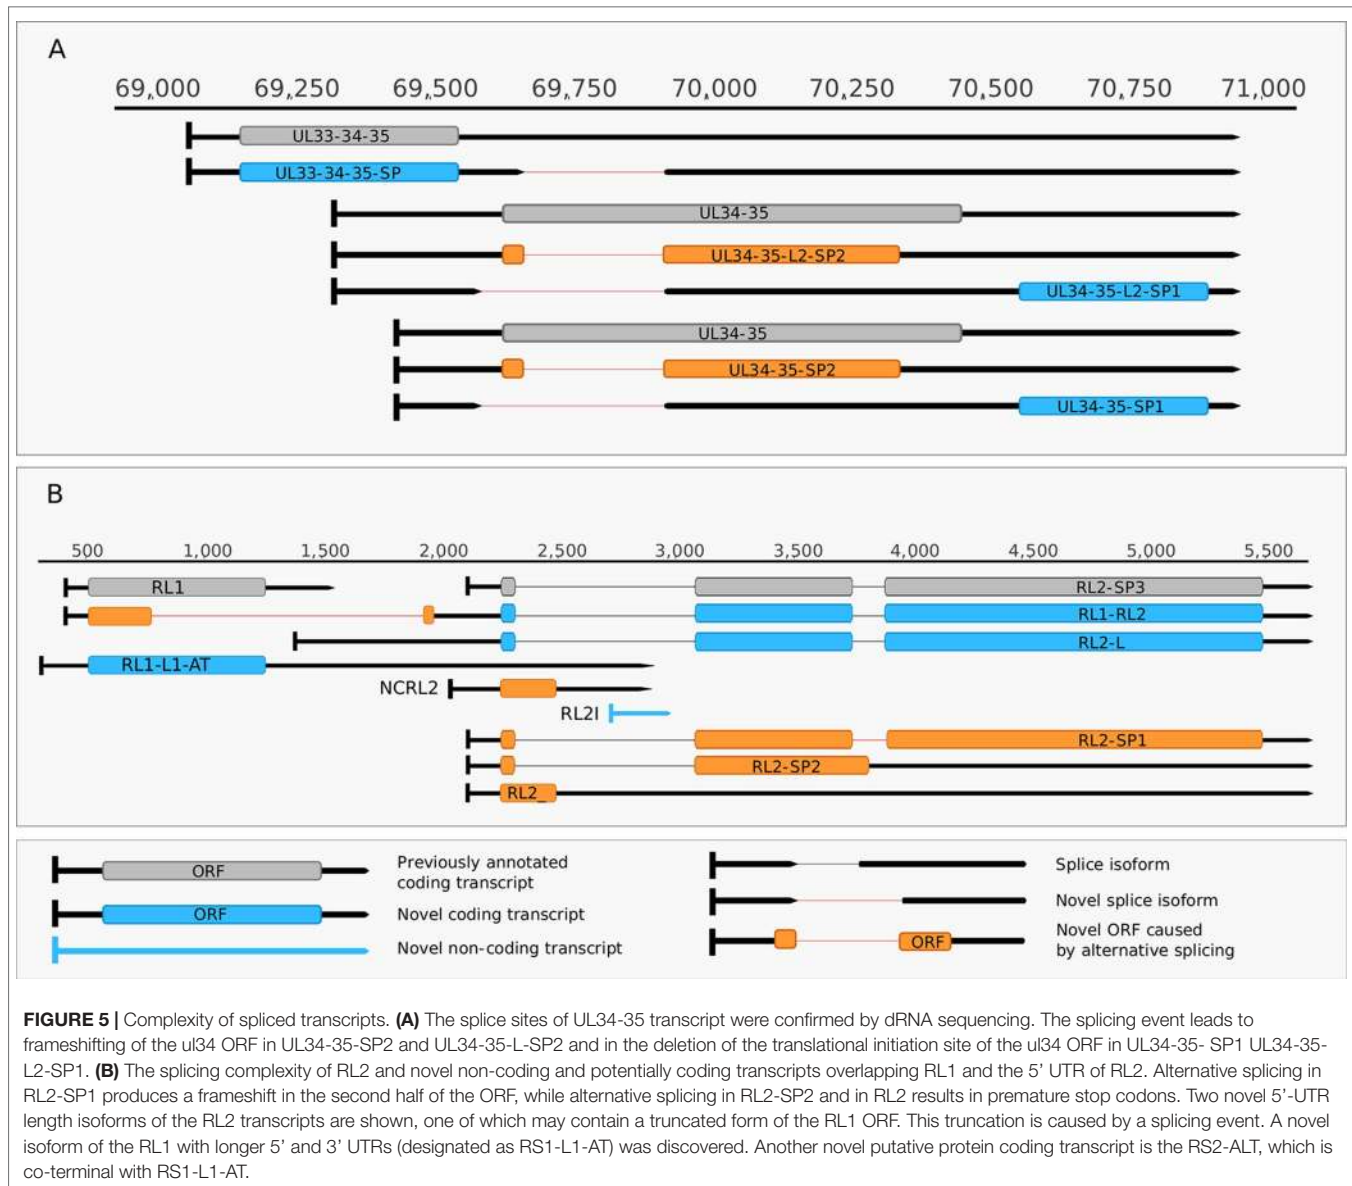 A
69,000 69,250 69,500 69,750 70,000 70,250 70,500 70,750 71,000
UL33-34-35
UL33-34-35-SP
UL34-35
UL34-35-L2-SP2
UL34-35-L2-SP1
UL34-35
UL34-35-SP2
UL34-35-SP1
B
500 1,000 1,500 2,000 2,500 3,000 3,500 4,000 4,500 5,000 5,500
RL1 RL2-SP3
RL1-RL2
RL2-L
RL1-L1-AT
NCRL2
RL2I
RL2-SP1
RL2-SP2
RL2_
ORF Previously annotated
coding transcript
ORF Novel coding transcript
Novel non-coding transcript
Splice isoform
Novel splice isoform
ORF Novel ORF caused
by alternative splicing
FIGURE 5 | Complexity of spliced transcripts. (A) The splice sites of UL34-35 transcript were confirmed by dRNA sequencing. The splicing event leads to
frameshifting of the ul34 ORF in UL34-35-SP2 and UL34-35-L-SP2 and in the deletion of the translational initiation site of the ul34 ORF in UL34-35- SP1 UL34-35-
L2-SP1. (B) The splicing complexity of RL2 and novel non-coding and potentially coding transcripts overlapping RL1 and the 5’ UTR of RL2. Alternative splicing in
RL2-SP1 produces a frameshift in the second half of the ORF, while alternative splicing in RL2-SP2 and in RL2 results in premature stop codons. Two novel 5’-UTR
length isoforms of the RL2 transcripts are shown, one of which may contain a truncated form of the RL1 ORF. This truncation is caused by a splicing event. A novel
isoform of the RL1 with longer 5’ and 3’ UTRs (designated as RS1-L1-AT) was discovered. Another novel putative protein coding transcript is the RS2-ALT, which is
co-terminal with RS1-L1-AT.